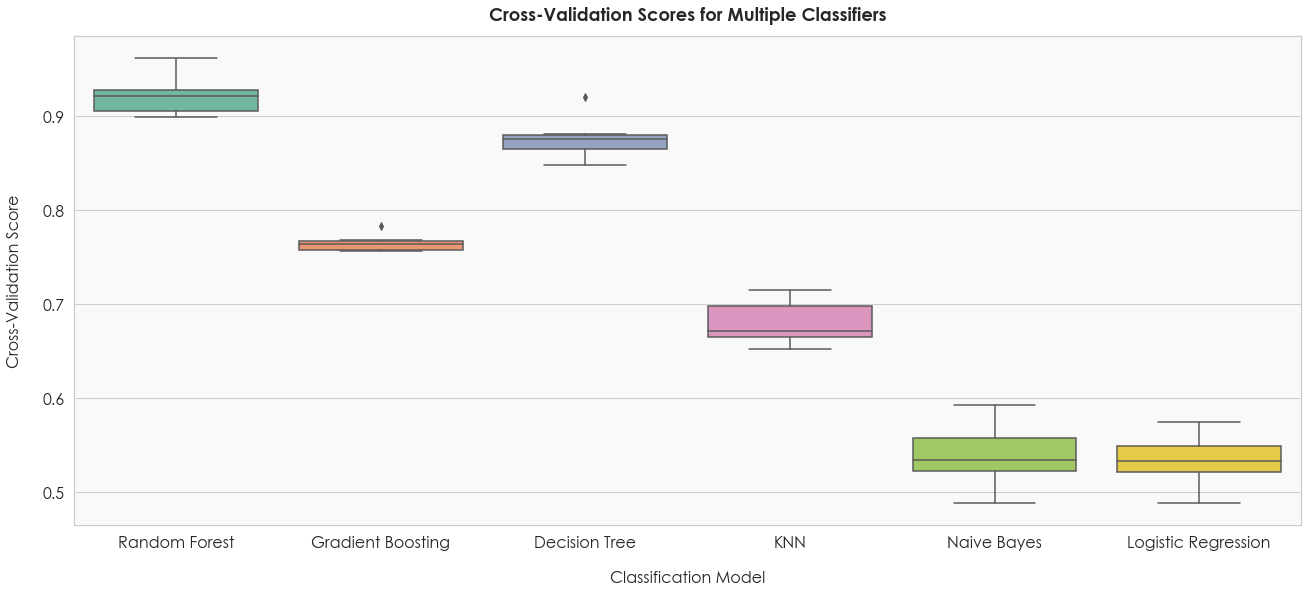 Cross-Validation Scores for Multiple Classifiers
Cross-Validation Score
0.9
0.8
0.7
0.6
0.5
Random Forest
Gradient Boosting
Decision Tree
KNN
Naive Bayes
Logistic Regression
Classification Model